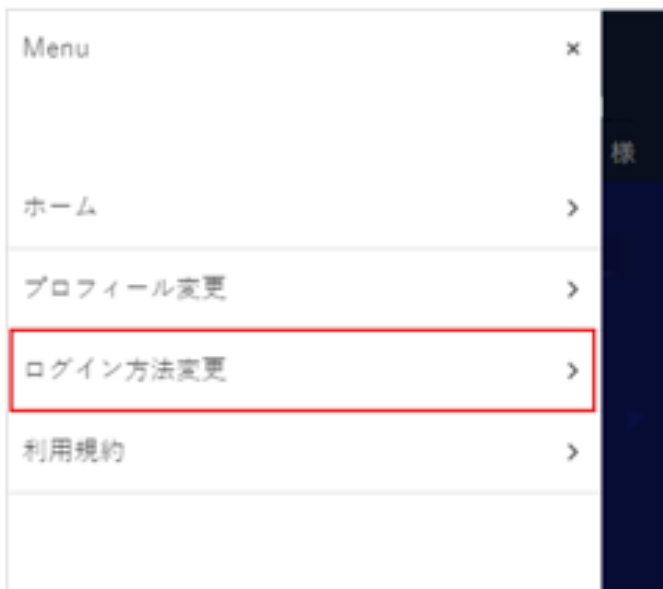 Menu ×
様
ホーム
プロフィール変更
ログイン方法変更
利用規約